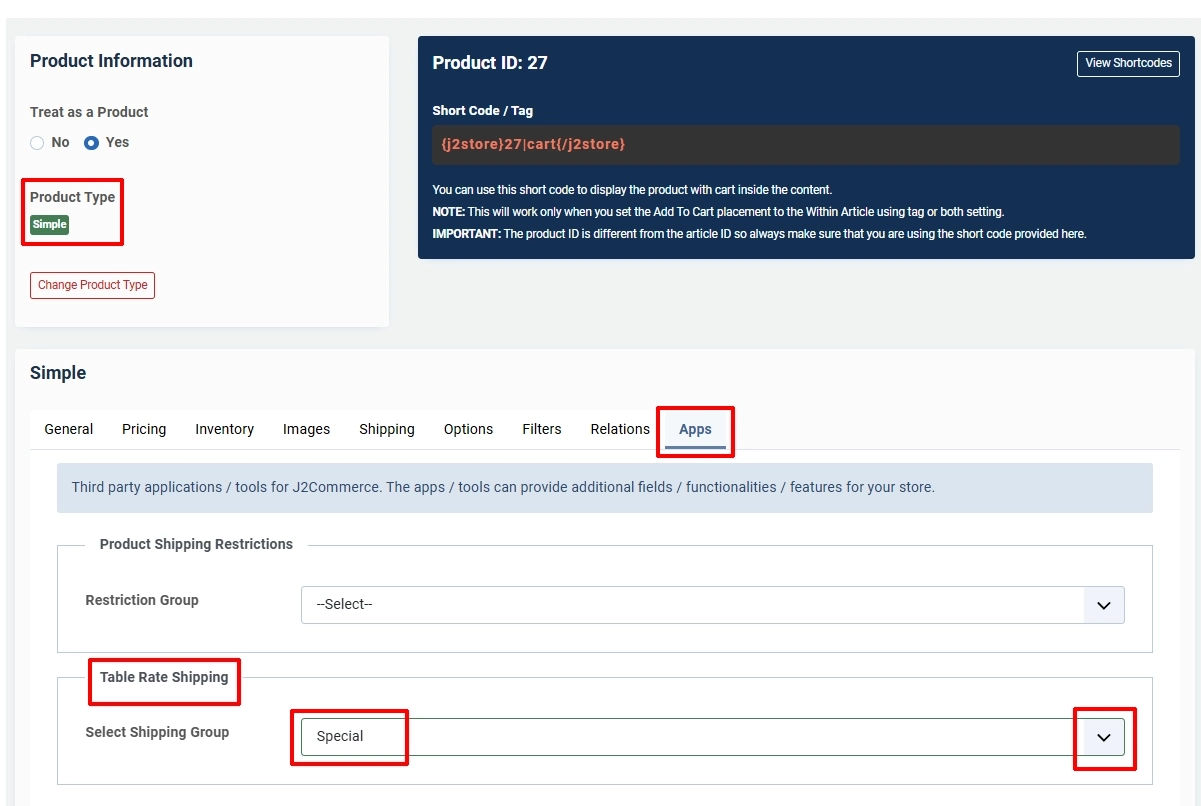 Product Information
Treat as a Product
No Yes
Product Type
Simple
Change Product Type
Product ID: 27
View Shortcodes
Short Code / Tag
{j2store}27|cart{/j2store}
You can use this short code to display the product with cart inside the content.
NOTE: This will work only when you set the Add To Cart placement to the Within Article using tag or both setting.
IMPORTANT: The product ID is different from the article ID so always make sure that you are using the short code provided here.
Simple
General Pricing Inventory Images Shipping Options Filters Relations Apps
Third party applications / tools for J2Commerce. The apps / tools can provide additional fields / functionalities / features for your store.
Product Shipping Restrictions
Restriction Group --Select--
Table Rate Shipping
Select Shipping Group Special